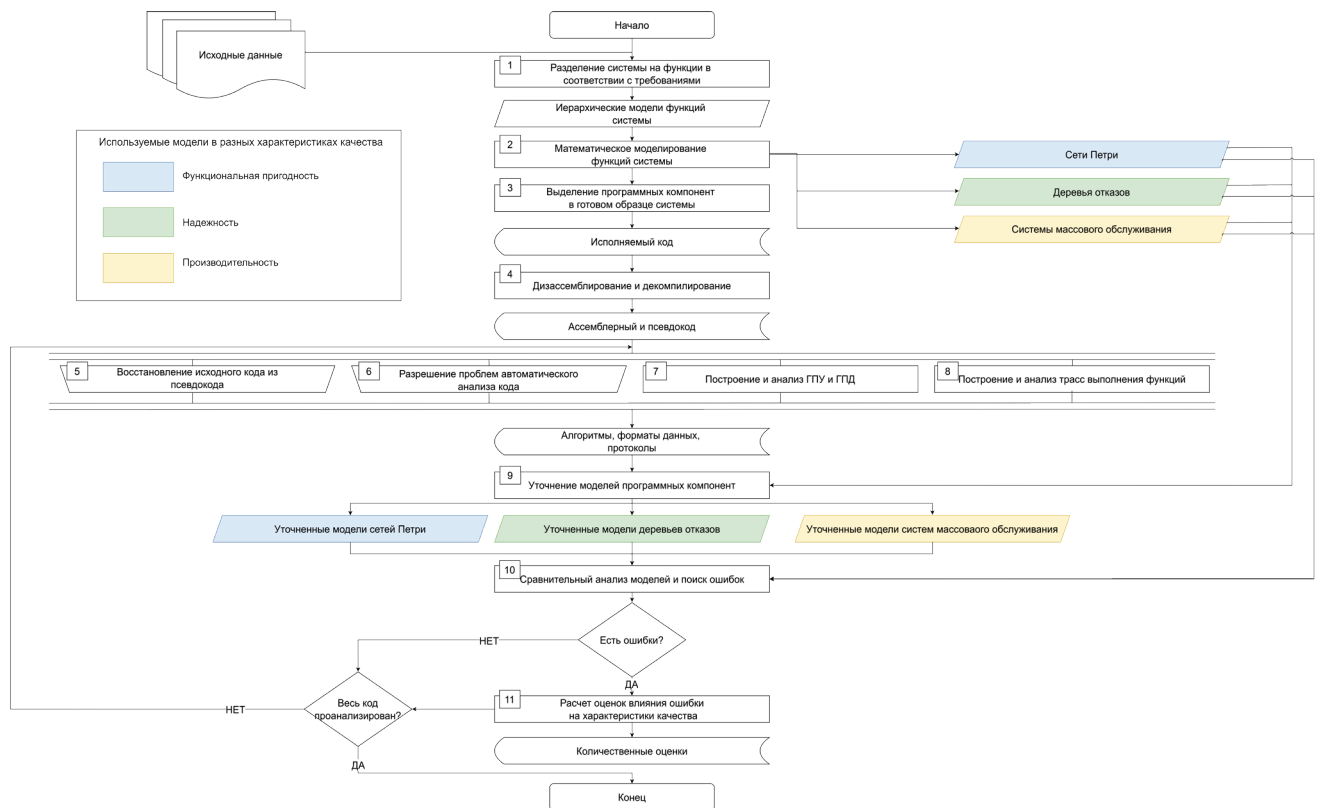 Начало
Исходные данные
1
Разделение системы на функции в
соответствии с требованиями
Иерархические модели функций
системы
Используемые модели в разных характеристиках качества
Функциональная пригодность
Надежность
Производительность
2
Математическое моделирование
функций системы
Сети Петри
Деревья отказов
Системы массового обслуживания
3
Выделение программных компонент
в готовом образце системы
Исполняемый код
4
Дизассемблирование и декомпилирование
Ассемблерный и псевдокод
5
Восстановление исходного кода из
псевдокода
6
Разрешение проблем автоматического
анализа кода
7
Построение и анализ ГПУ и ГПД
8
Построение и анализ трасс выполнения функций
Алгоритмы, форматы данных,
протоколы
9
Уточнение моделей программных компонент
Уточненные модели сетей Петри
Уточненные модели деревьев отказов
Уточненные модели систем массоваого обслуживания
10
Сравнительный анализ моделей и поиск ошибок
Есть ошибки?
НЕТ
ДА
11
Расчет оценок влияния ошибки
на характеристики качества
Весь код
проанализирован?
НЕТ
Количественные оценки
ДА
Конец